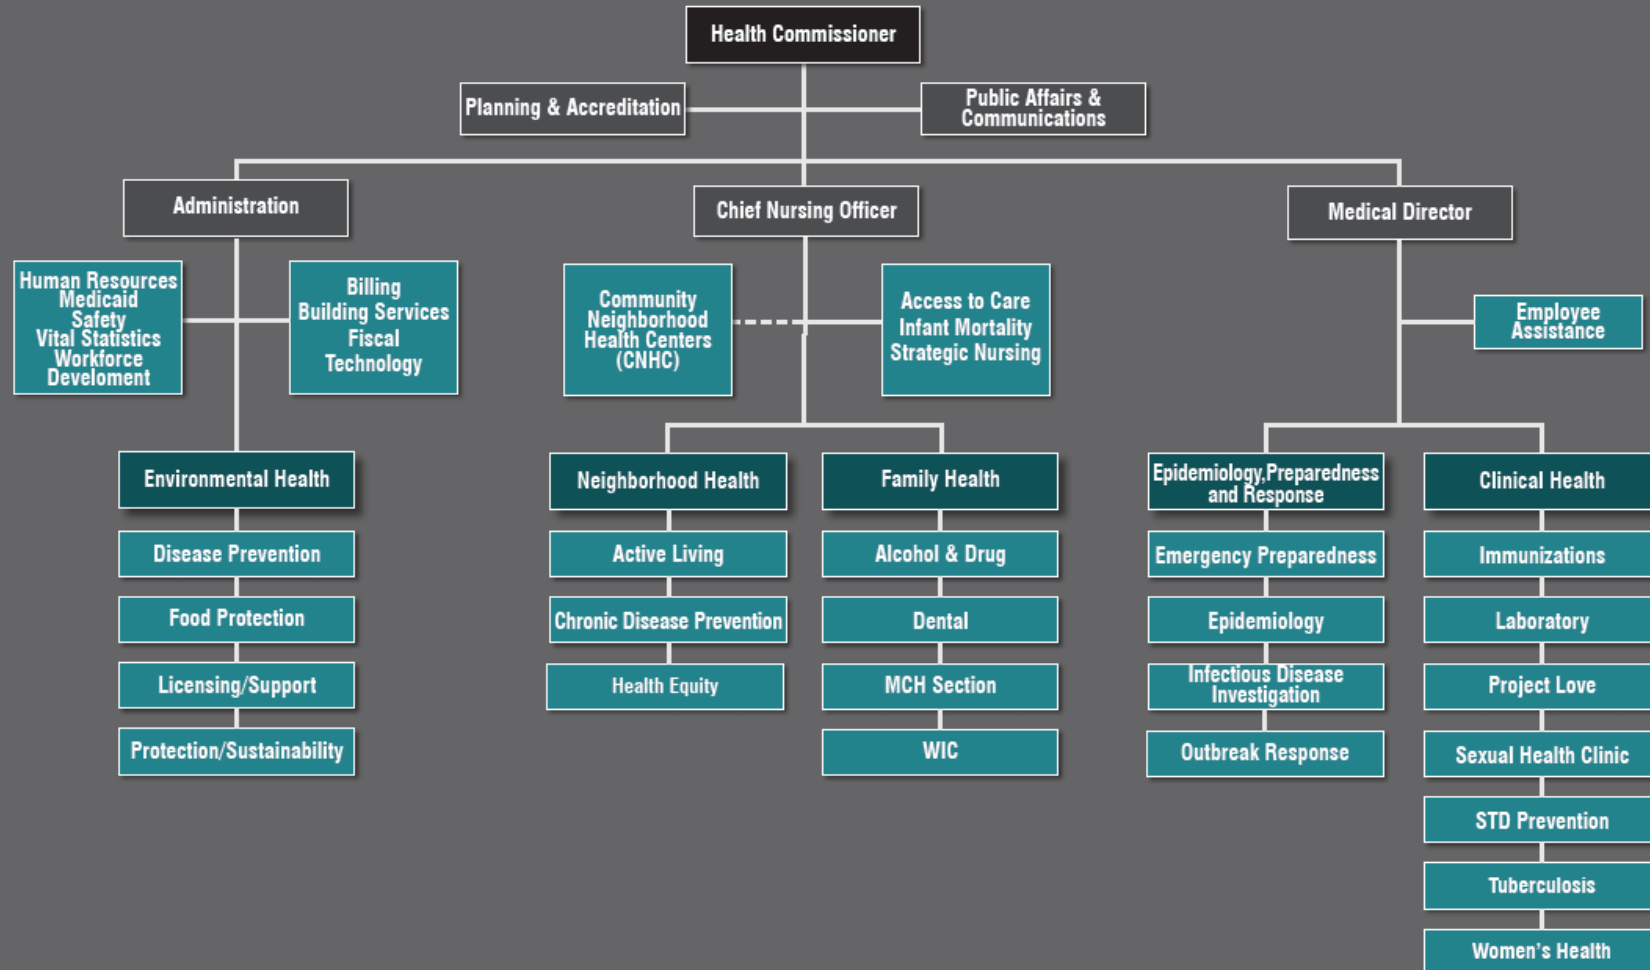 Health Commissioner
Planning & Accreditation
Public Affairs &
Communications
Administration
Chief Nursing Officer
Medical Director
Human Resources
Medicaid
Safety
Vital Statistics
Workforce
Develoment
Billing
Building Services
Fiscal
Technology
Community
Neighborhood
Health Centers
(CNHC)
Access to Care
Infant Mortality
Strategic Nursing
Employee
Assistance
Environmental Health
Disease Prevention
Food Protection
Licensing/Support
Protection/Sustainability
Neighborhood Health
Active Living
Chronic Disease Prevention
Health Equity
Family Health
Alcohol & Drug
Dental
MCH Section
WIC
Epidemiology,Preparedness
and Response
Emergency Preparedness
Epidemiology
Infectious Disease
Investigation
Outbreak Response
Clinical Health
Immunizations
Laboratory
Project Love
Sexual Health Clinic
STD Prevention
Tuberculosis
Women's Health